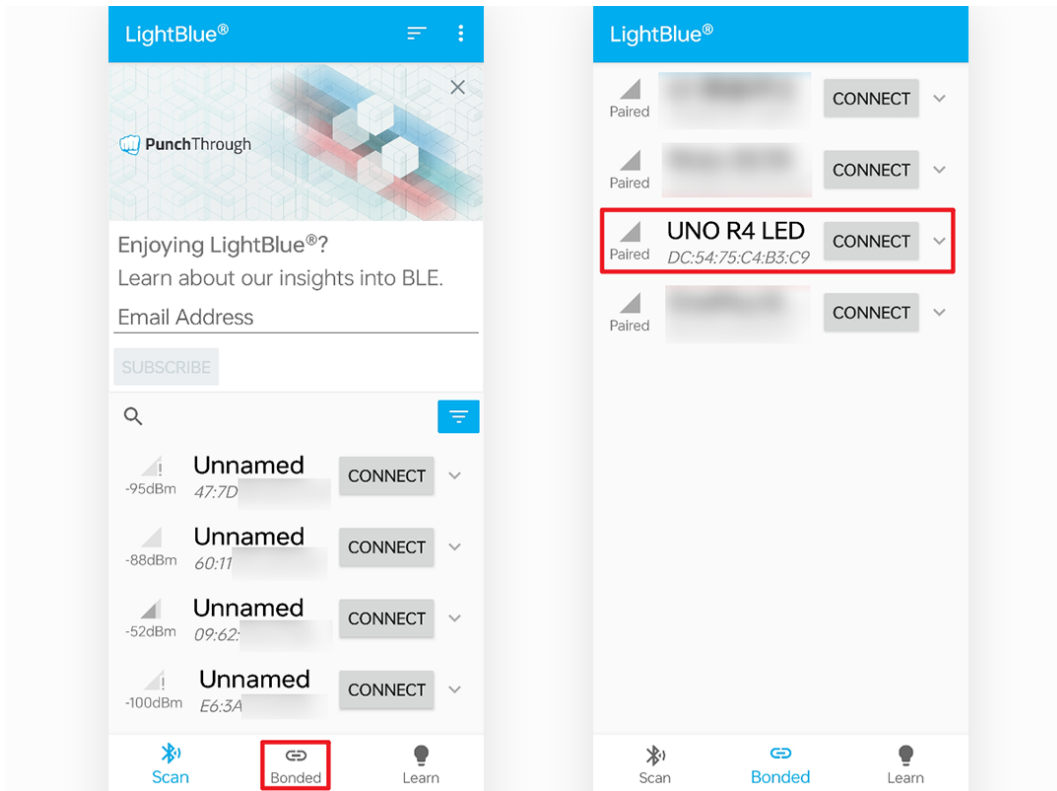 LightBlue®
PunchThrough
Enjoying LightBlue®?
Learn about our insights into BLE.
Email Address
SUBSCRIBE
Unnamed
-95dBm
47:7D
CONNECT
Unnamed
-88dBm
60:11
CONNECT
Unnamed
-52dBm
09:62:
CONNECT
Unnamed
-100dBm
E6:3A
CONNECT
Scan
Bonded
Learn
LightBlue®
Paired
CONNECT
Paired
CONNECT
UNO R4 LED
Paired
DC:54:75:C4:B3:C9
CONNECT
Paired
CONNECT
Scan
Bonded
Learn